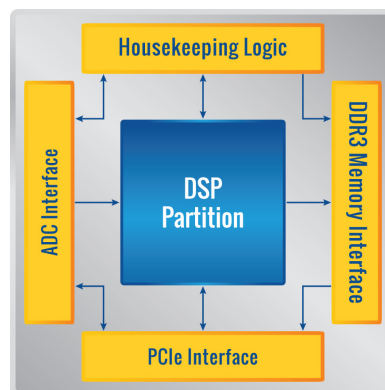 Housekeeping Logic
ADC Interface
DSP
Partition
DDR3 Memory Interface
PCIe Interface